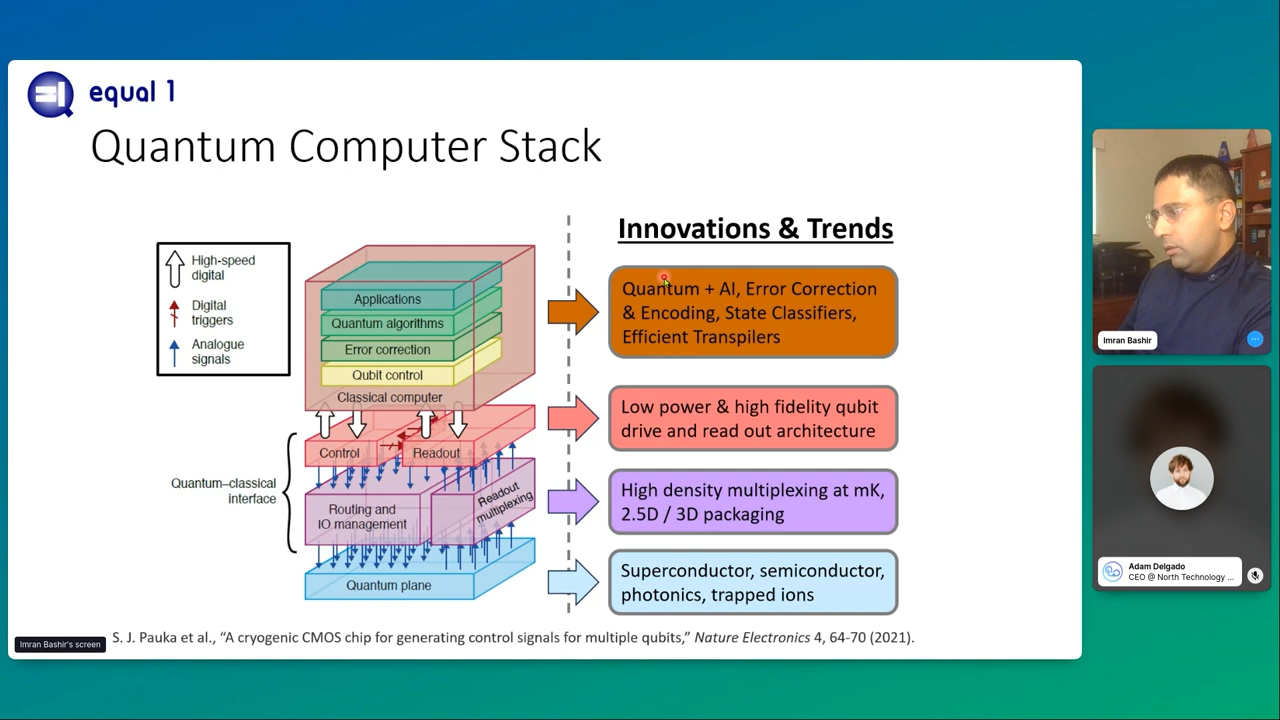 equal 1
Quantum Computer Stack
High-speed
digital
Digital
triggers
Analogue
signals
Applications
Quantum algorithms
Error correction
Qubit control
Classical computer
Control
Readout
Quantum–classical
interface
Routing and
IO management
Readout
multiplexing
Quantum plane
Innovations & Trends
Quantum + AI, Error Correction
& Encoding, State Classifiers,
Efficient Transpilers
Low power & high fidelity qubit
drive and read out architecture
High density multiplexing at mK,
2.5D / 3D packaging
Superconductor, semiconductor,
photonics, trapped ions
S. J. Pauka et al., “A cryogenic CMOS chip for generating control signals for multiple qubits,” Nature Electronics 4, 64-70 (2021).
Imran Bashir's screen
Imran Bashir
Adam Delgado
CEO @ North Technology ...